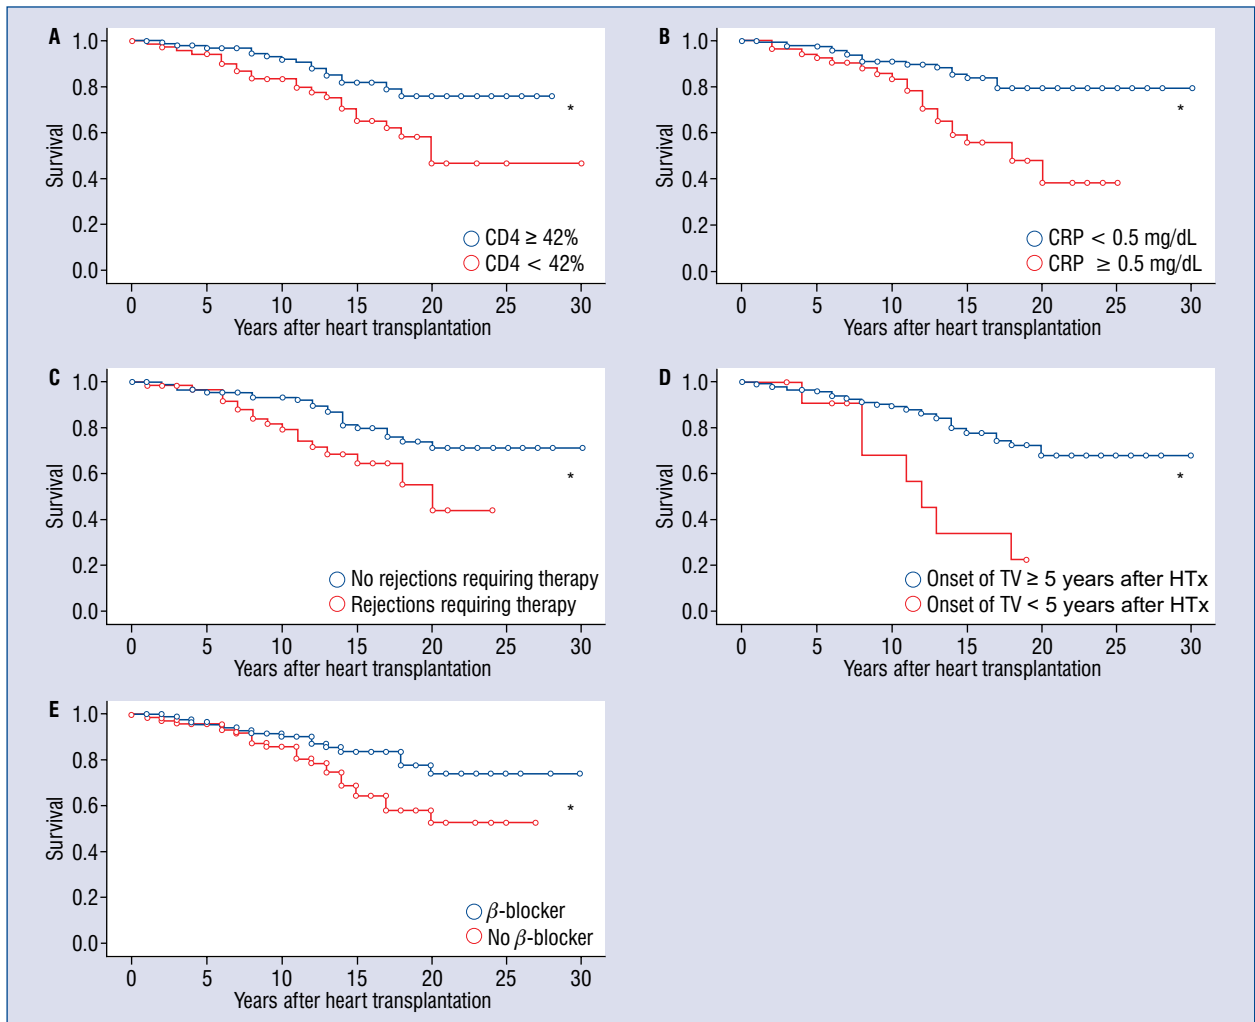 A
1.0
0.8
0.6
0.4
0.2
0.0
Survival
*
CD4 ≥ 42%
CD4 < 42%
0 5 10 15 20 25 30
Years after heart transplantation
B
1.0
0.8
0.6
0.4
0.2
0.0
Survival
*
CRP < 0.5 mg/dL
CRP ≥ 0.5 mg/dL
0 5 10 15 20 25 30
Years after heart transplantation
C
1.0
0.8
0.6
0.4
0.2
0.0
Survival
*
No rejections requiring therapy
Rejections requiring therapy
0 5 10 15 20 25 30
Years after heart transplantation
D
1.0
0.8
0.6
0.4
0.2
0.0
Survival
*
Onset of TV ≥ 5 years after HTx
Onset of TV < 5 years after HTx
0 5 10 15 20 25 30
Years after heart transplantation
E
1.0
0.8
0.6
0.4
0.2
0.0
Survival
*
β-blocker
No β-blocker
0 5 10 15 20 25 30
Years after heart transplantation